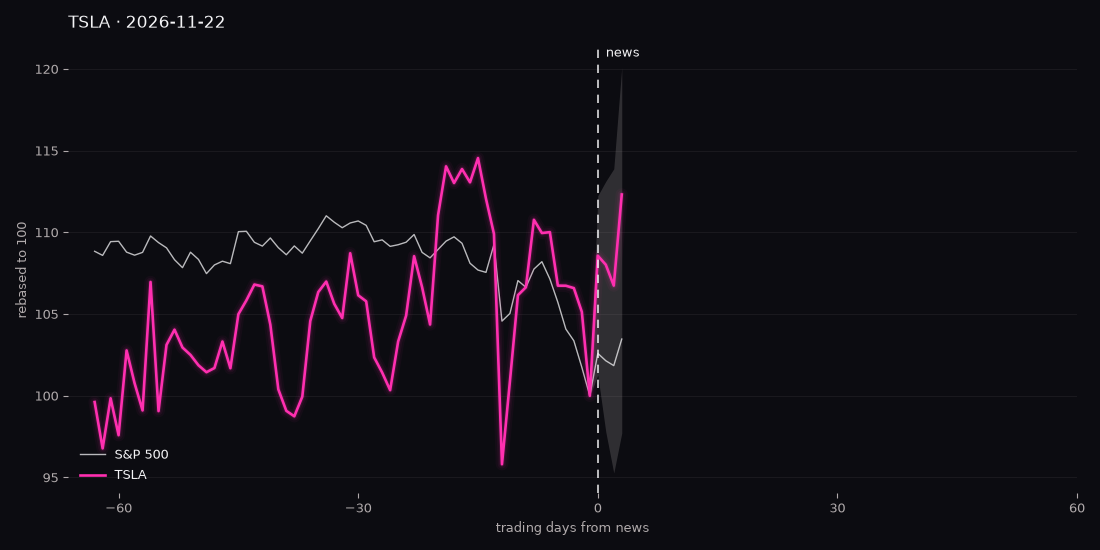 TSLA · 2026-11-22
news
120
115
110
105
100
95
rebased to 100
S&P 500
TSLA
−60
−30
0
30
60
trading days from news